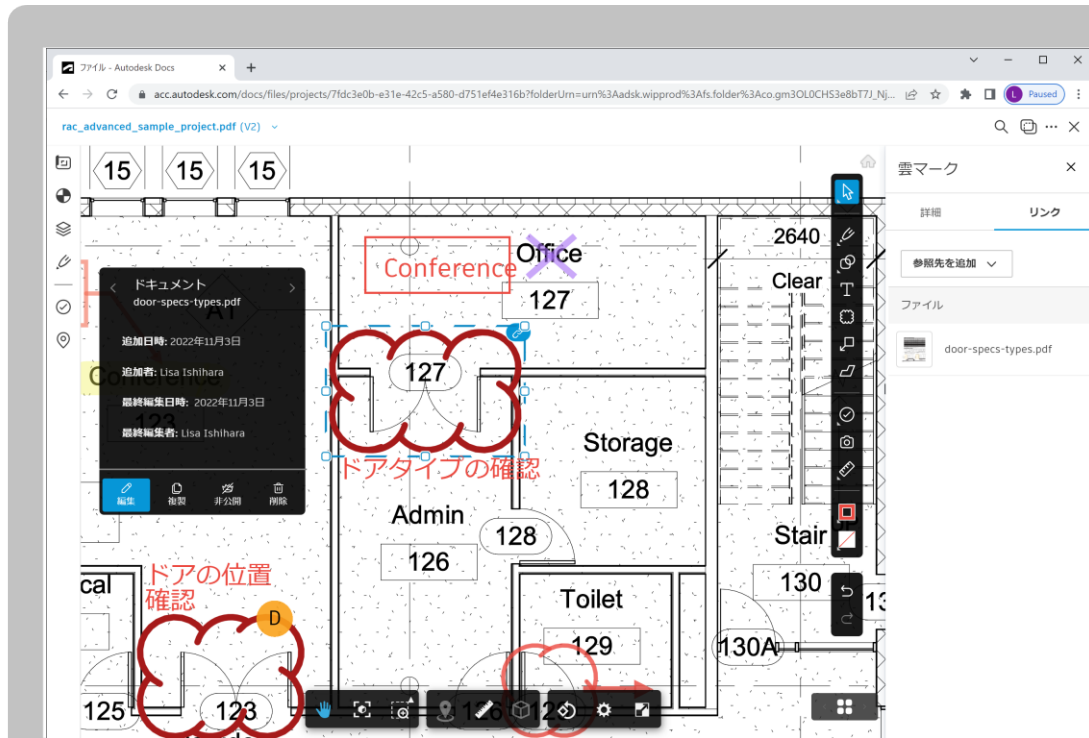 ファイル - Autodesk Docs
acc.autodesk.com/docs/files/projects/7fdc3e0b-e31e-42c5-a580-d751ef4e316b?folderUrn=urn%3Aadsk.wipprod%3Afs.folder%3Aco.gm3OL0CHS3e8bT7J_Nj...
L Paused
rac_advanced_sample_project.pdf (V2)
雲マーク
詳細
リンク
参照先を追加
ファイル
door-specs-types.pdf
15
15
15
2640
Clear
Office
Conference
127
ドキュメント
door-specs-types.pdf
A1
追加日時: 2022年11月3日
追加者: Lisa Ishihara
最終編集日時: 2022年11月3日
最終編集者: Lisa Ishihara
編集
複製
非公開
削除
Conference
123
127
ドアタイプの確認
Storage
128
Admin
128
126
Stair
130
ドアの位置
確認
cal
Toilet
129
130A
D
125
123
126